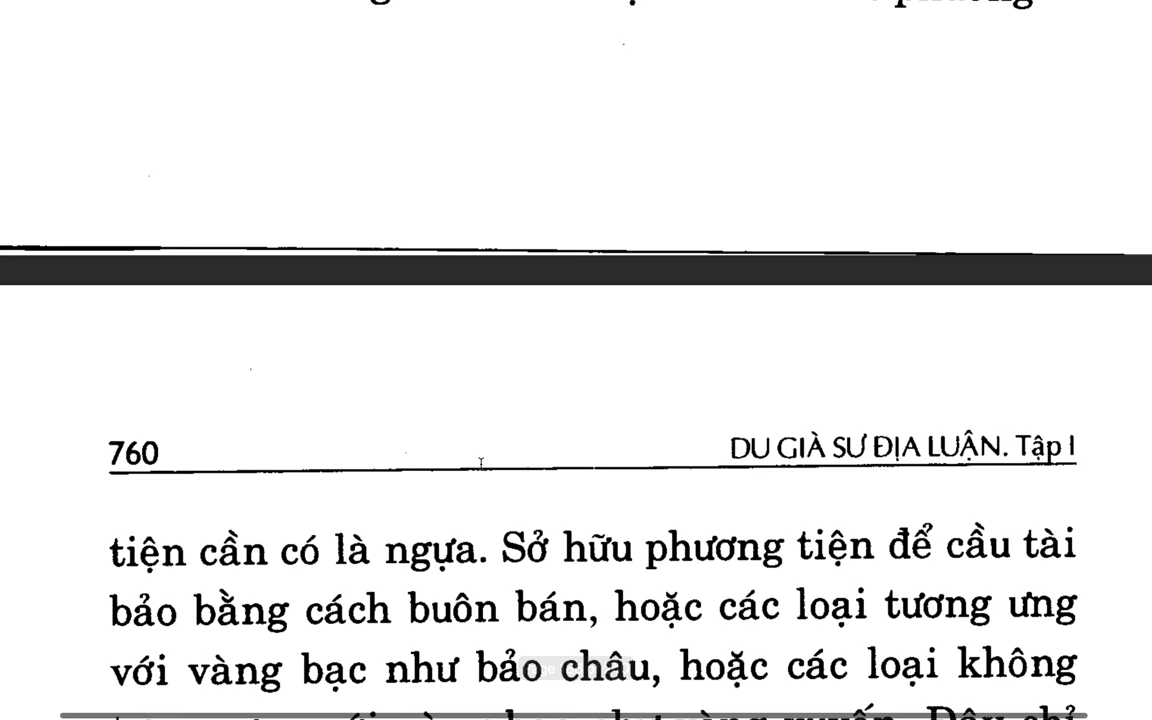 760
DU GIÀ SƯ ĐỊA LUẬN. Tập I
tiện cần có là ngựa. Sở hữu phương tiện để cầu tài
bảo bằng cách buôn bán, hoặc các loại tương ưng
với vàng bạc như bảo châu, hoặc các loại không